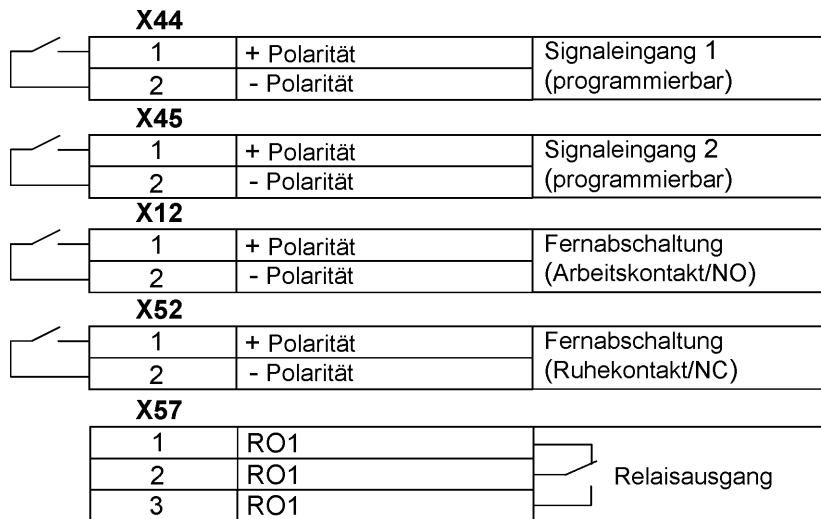 X44
1 + Polarität Signaleingang 1
2 - Polarität (programmierbar)
X45
1 + Polarität Signaleingang 2
2 - Polarität (programmierbar)
X12
1 + Polarität Fernabschaltung
2 - Polarität (Arbeitskontakt/NO)
X52
1 + Polarität Fernabschaltung
2 - Polarität (Ruhekontakt/NC)
X57
1 RO1
2 RO1 Relaisausgang
3 RO1